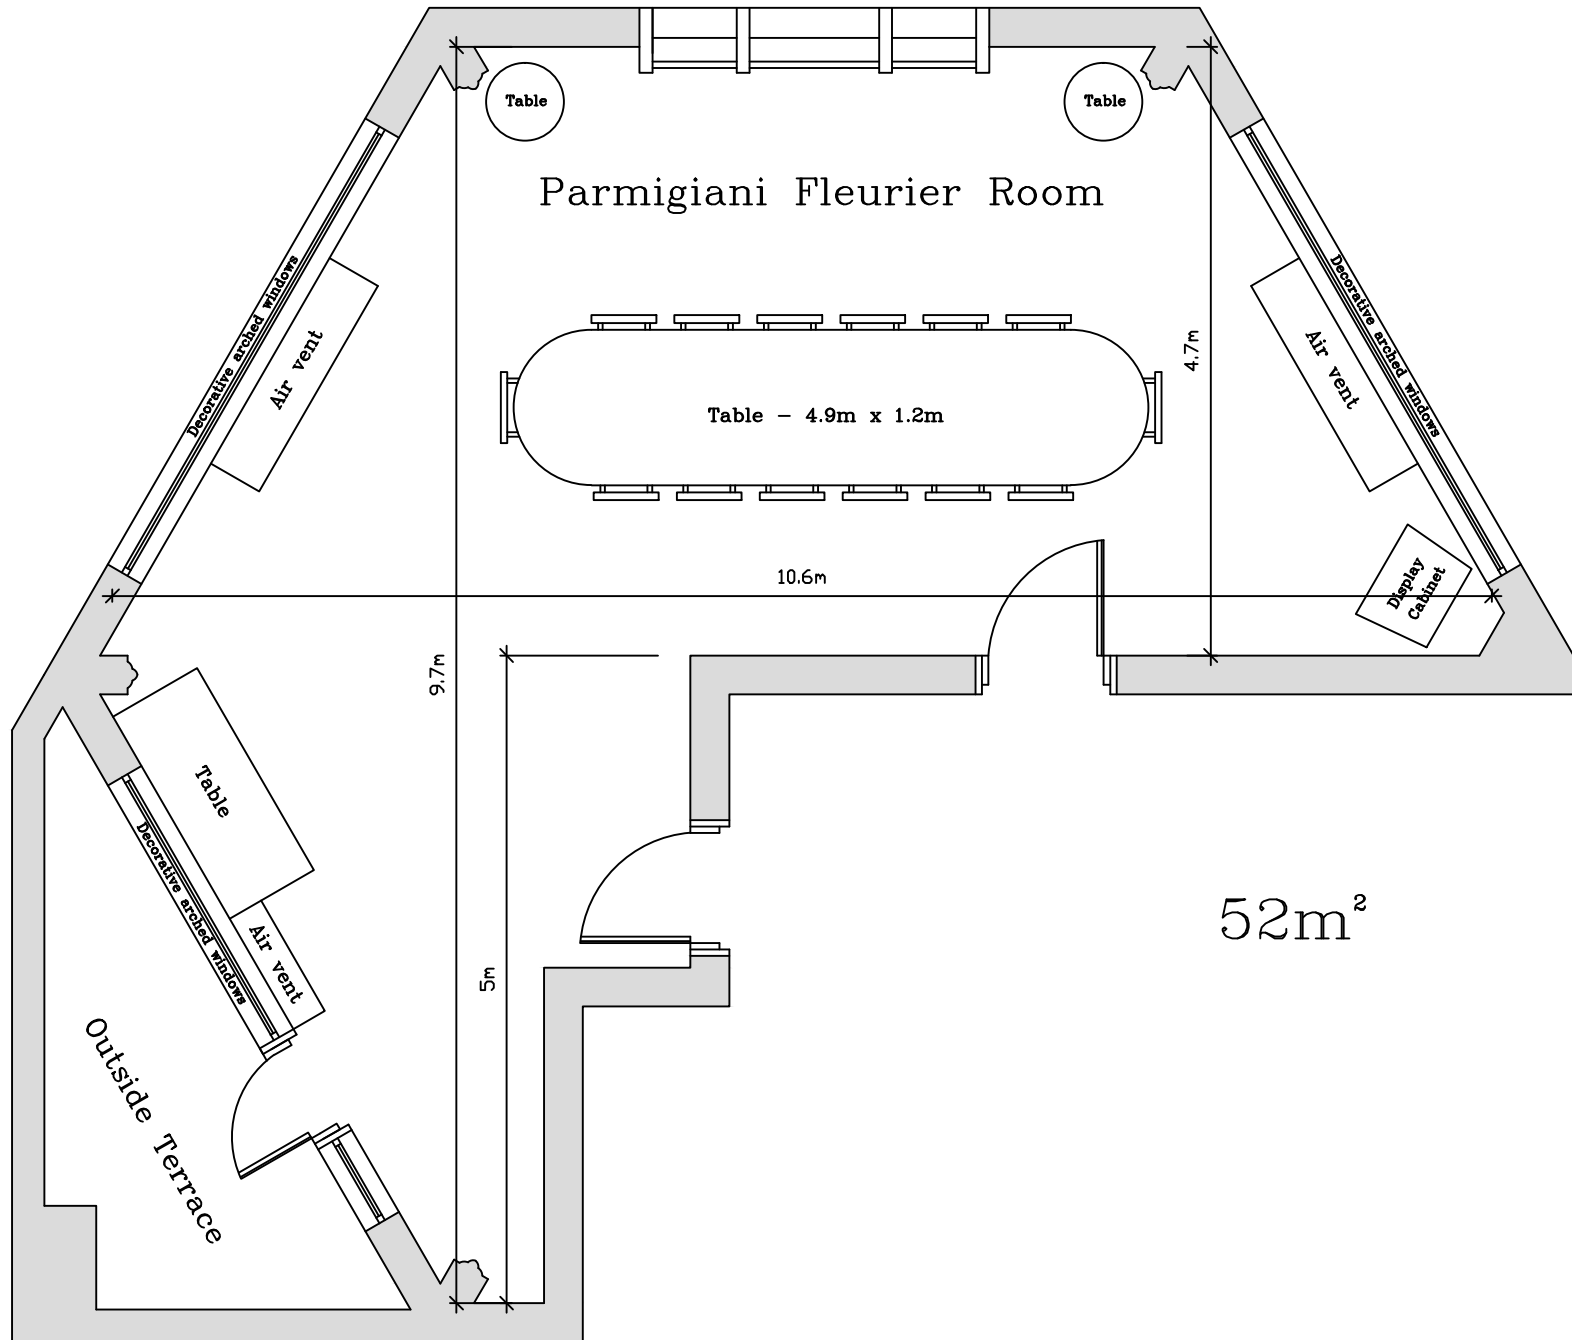 Table
Table
Parmigiani Fleurier Room
Decorative arched windows
Air vent
Decorative arched windows
Air vent
4.7m
Table - 4.9m x 1.2m
10.6m
Display
Cabinet
9.7m
Table
Decorative arched windows
Air vent
5m
52m²
Outside Terrace